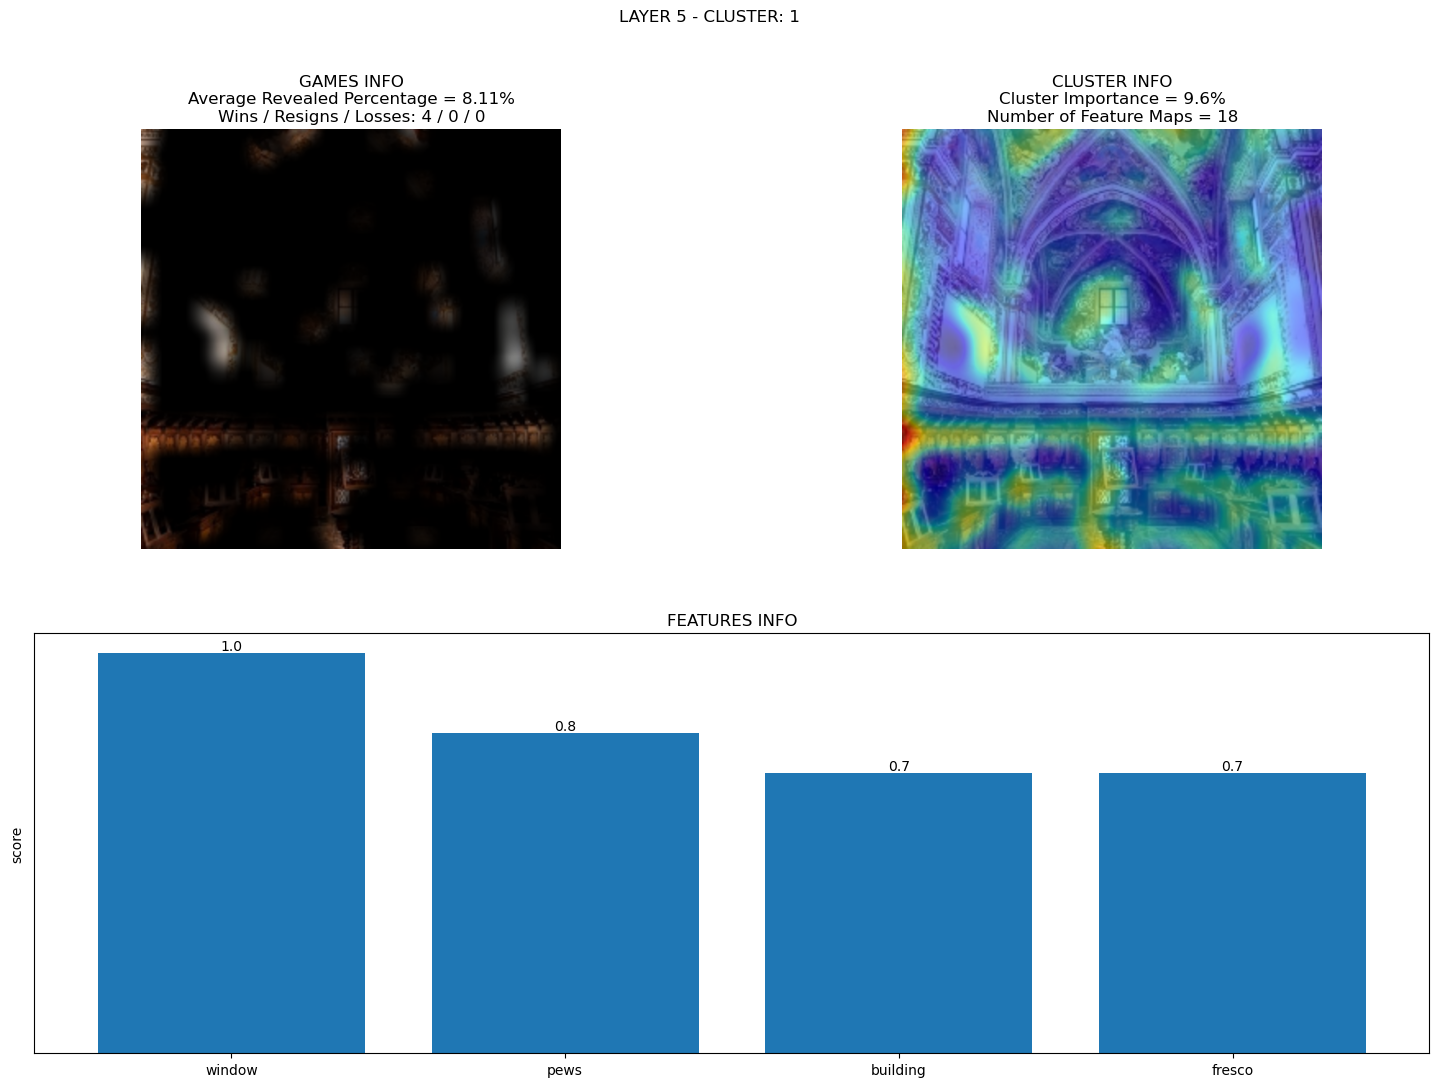 LAYER 5 - CLUSTER: 1
GAMES INFO
Average Revealed Percentage = 8.11%
Wins / Resigns / Losses: 4 / 0 / 0
CLUSTER INFO
Cluster Importance = 9.6%
Number of Feature Maps = 18
FEATURES INFO
score
1.0
0.8
0.7
0.7
window
pews
building
fresco